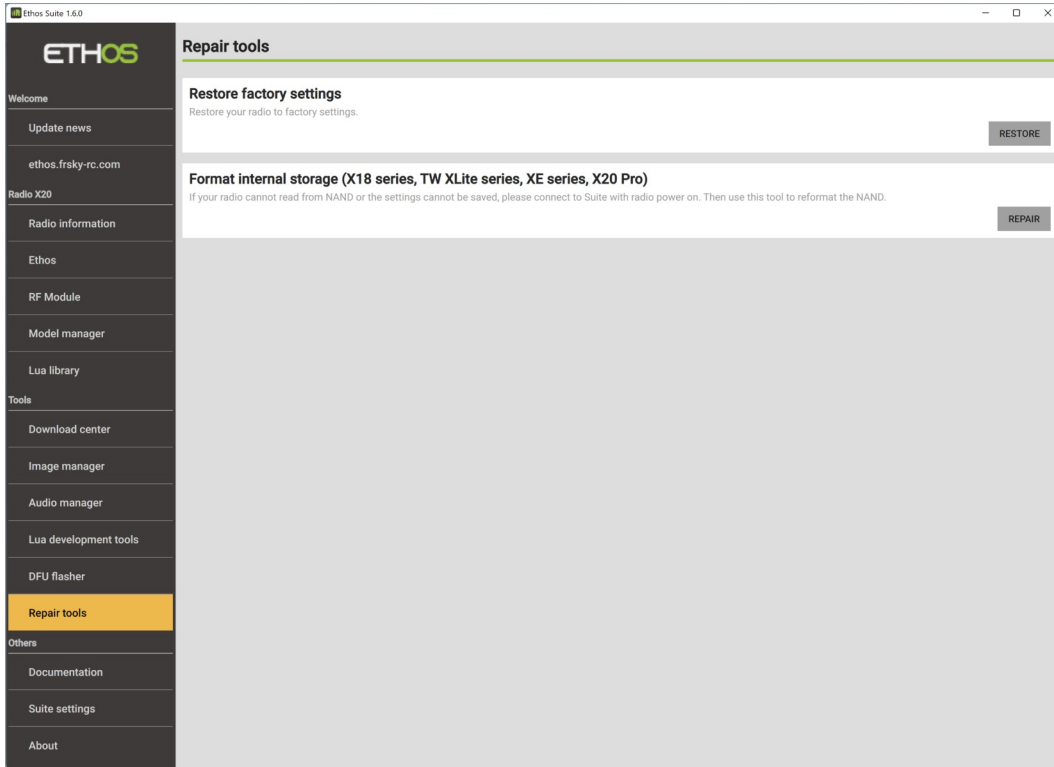 Ethos Suite 1.6.0
ETHOS
Welcome
Update news
ethos.frsky-rc.com
Radio X20
Radio information
Ethos
RF Module
Model manager
Lua library
Tools
Download center
Image manager
Audio manager
Lua development tools
DFU flasher
Repair tools
Others
Documentation
Suite settings
About
Repair tools
Restore factory settings
Restore your radio to factory settings.
RESTORE
Format internal storage (X18 series, TW XLite series, XE series, X20 Pro)
If your radio cannot read from NAND or the settings cannot be saved, please connect to Suite with radio power on. Then use this tool to reformat the NAND.
REPAIR